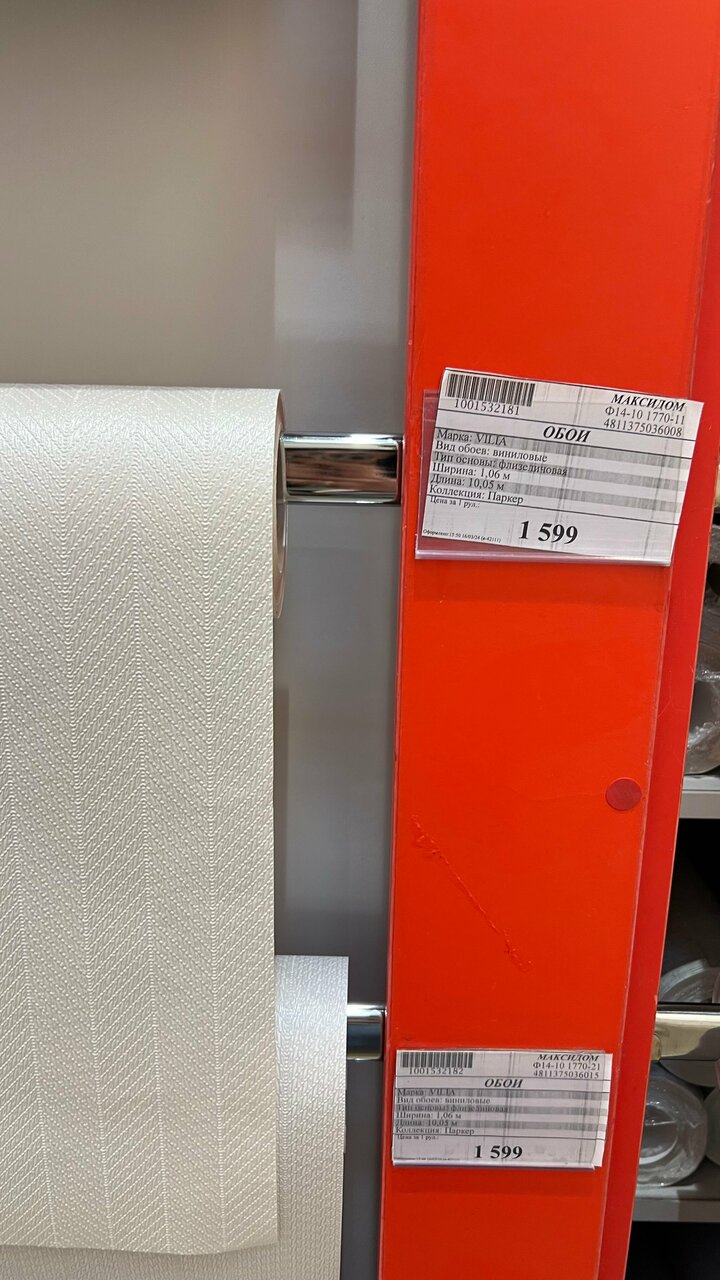 МАКСИДОМ
1001532181
Ф14-10 1770-11
4811375036008
ОБОИ
Марка: VILIA
Вид обоев: виниловые
Тип основы: флизелиновая
Ширина: 1,06 м
Длина: 10,05 м
Коллекция: Паркер
Цена за 1 рул.:
1 599
МАКСИДОМ
1001532182
Ф14-10 1770-21
4811375036015
ОБОИ
Марка: VILIA
Вид обоев: виниловые
Тип основы: флизелиновая
Ширина: 1,06 м
Длина: 10,05 м
Коллекция: Паркер
Цена за 1 рул.:
1 599